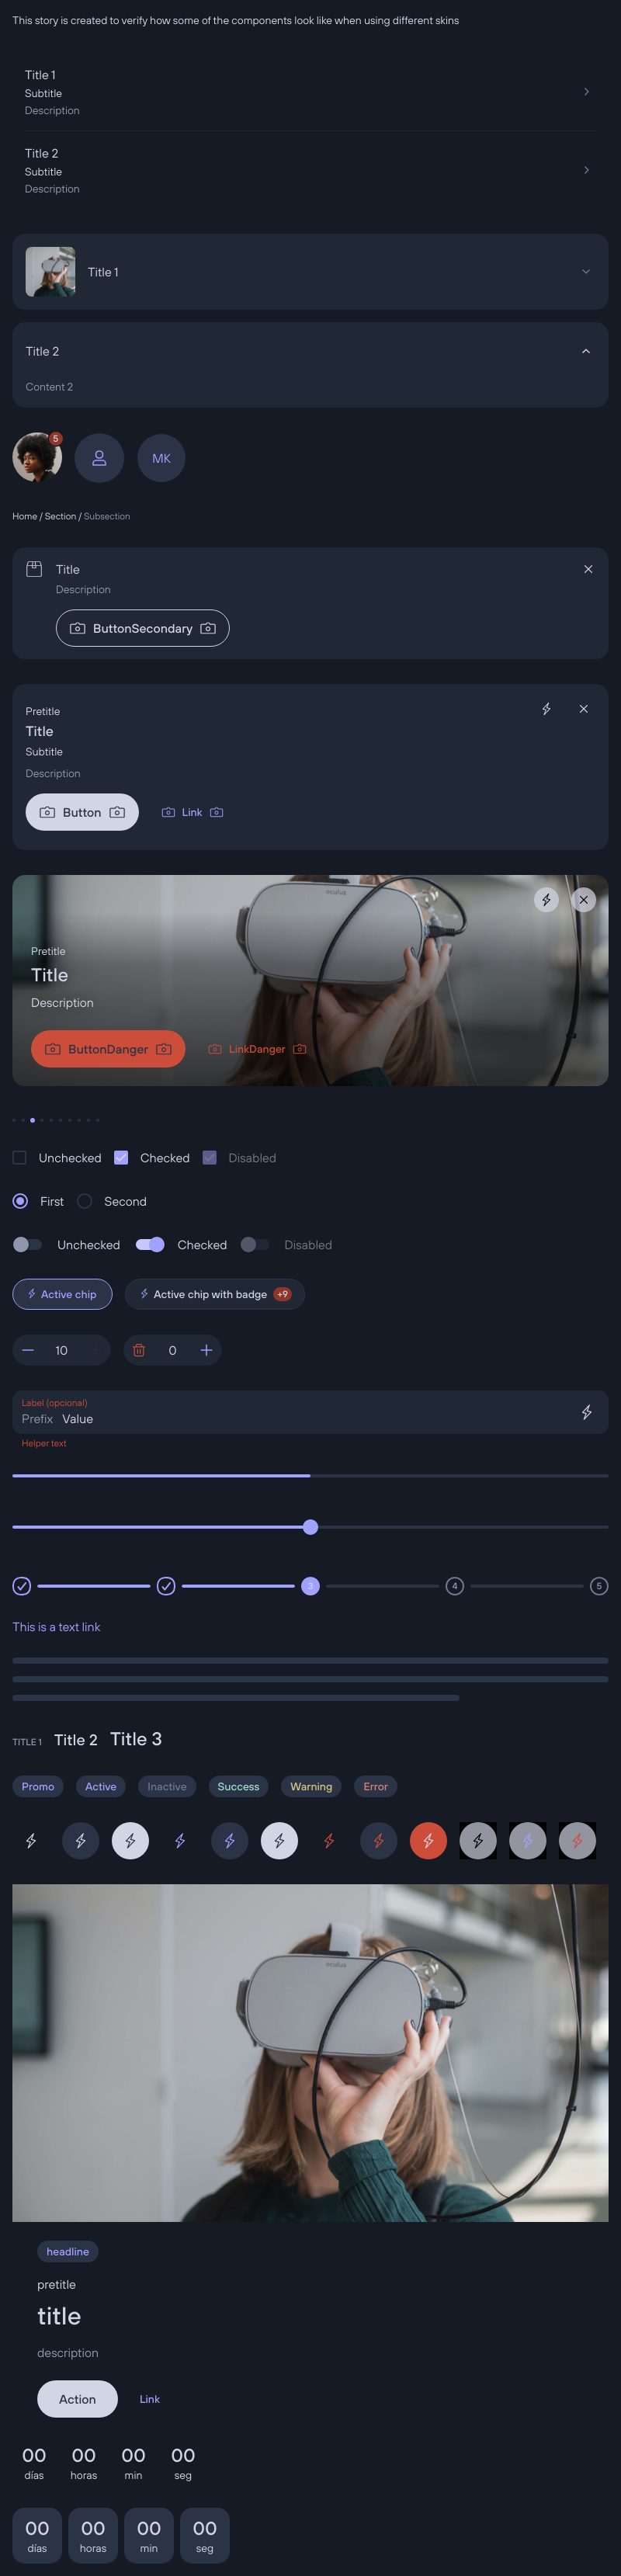 This story is created to verify how some of the components look like when using different skins
Title 1
Subtitle
Description
Title 2
Subtitle
Description
Title 1
Title 2
Content 2
5
MK
Home / Section / Subsection
Title
Description
ButtonSecondary
Pretitle
Title
Subtitle
Description
Button Link
oculus
Pretitle
Title
Description
ButtonDanger LinkDanger
Unchecked Checked Disabled
First Second
Unchecked Checked Disabled
Active chip Active chip with badge +9
10 0
Label (opcional)
Prefix Value
Helper text
3 4 5
This is a text link
TITLE 1 Title 2 Title 3
Promo Active Inactive Success Warning Error
oculus
headline
pretitle
title
description
Action Link
00 00 00 00
días horas min seg
00 00 00 00
días horas min seg